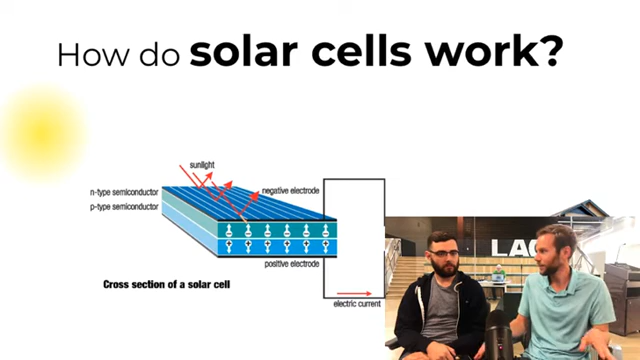 How do solar cells work?
sunlight
n-type semiconductor
negative electrode
p-type semiconductor
positive electrode
Cross section of a solar cell
electric current